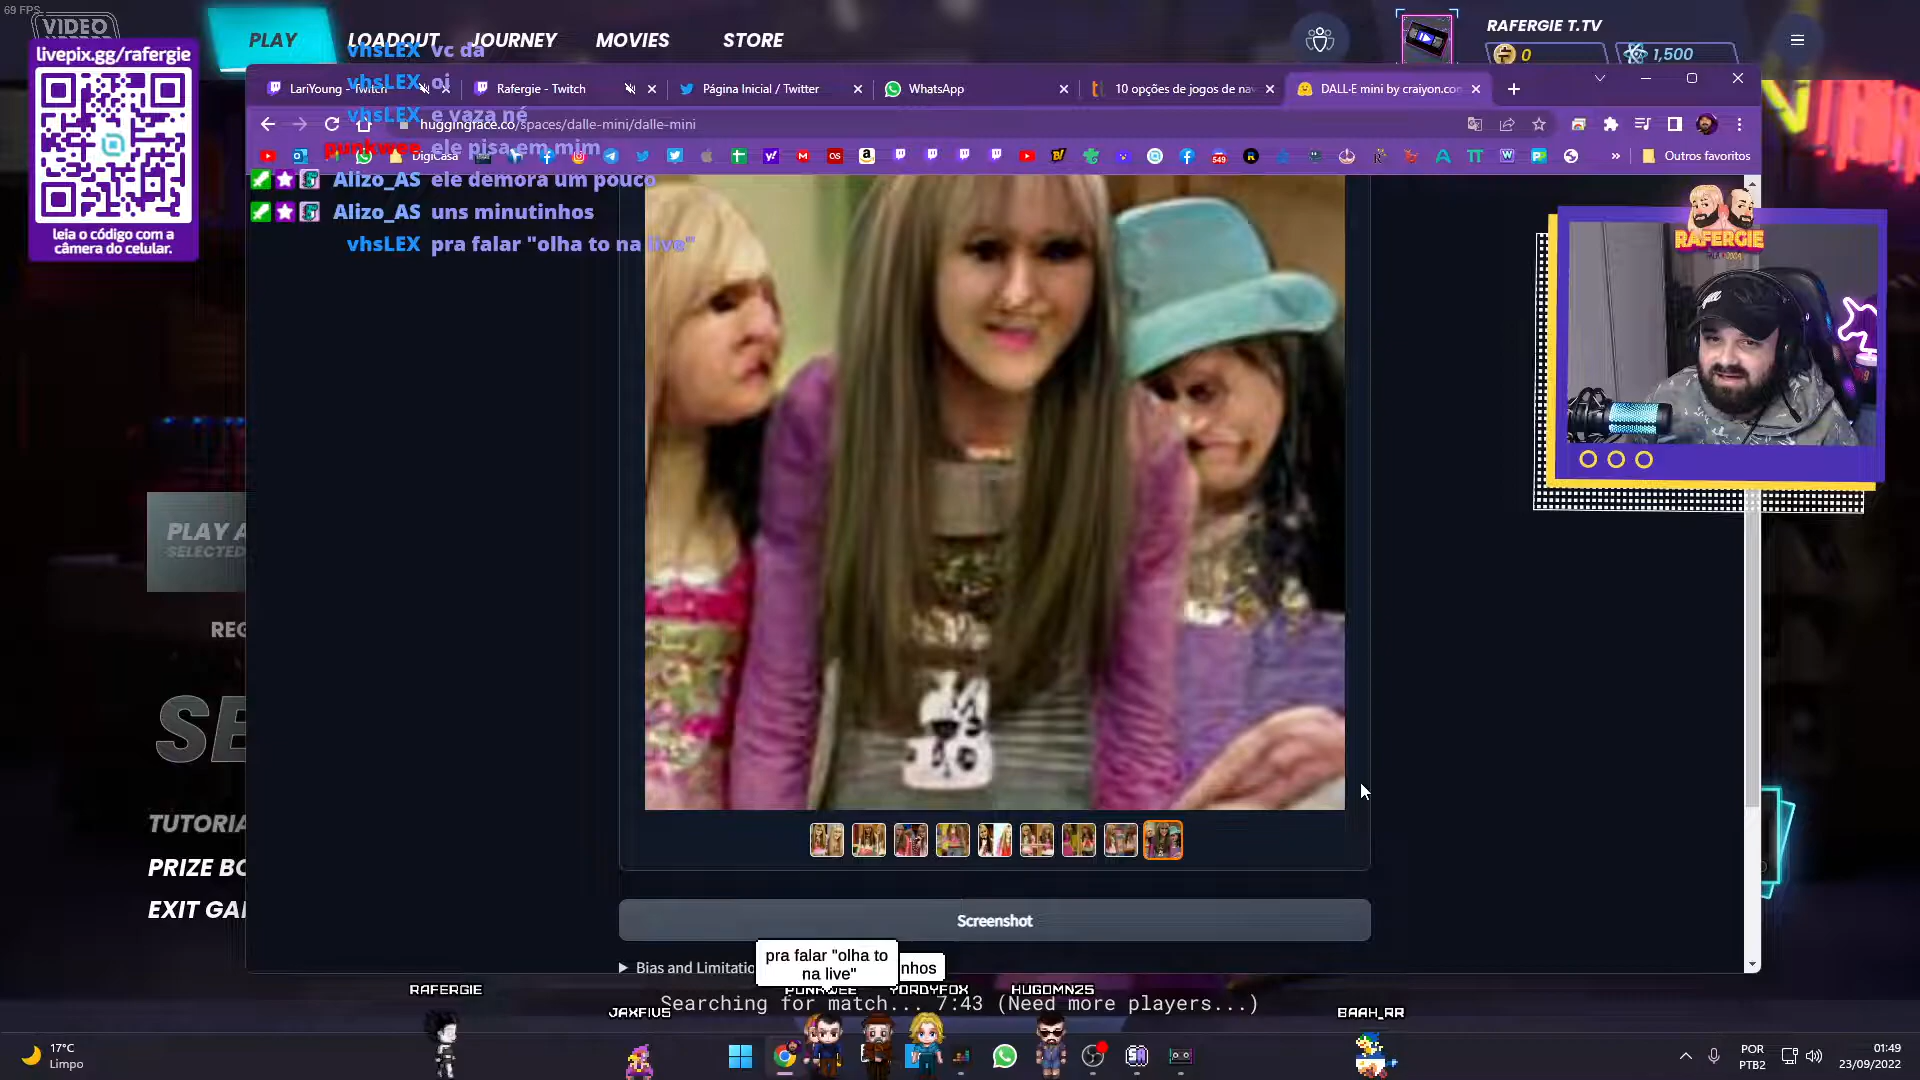 69 FPS
VIDEO
PLAY
LOADOUT
JOURNEY
MOVIES
STORE
RAFERGIE T.TV
0
1,500
livepix.gg/rafergie
leia o código com a
câmera do celular.
LariYoung - Twitch
Rafergie - Twitch
Página Inicial / Twitter
WhatsApp
10 opções de jogos de na
DALL·E mini by craiyon.co
huggingface.co/spaces/dalle-mini/dalle-mini
DigiCasa
Outros favoritos
vhsLEX vc da
vhsLEX oi
vhsLEX e vaza né
punkwee ele pisa em mim
Alizo_AS ele demora um pouco
Alizo_AS uns minutinhos
vhsLEX pra falar "olha to na live"
RAFERGIE
PLAY A
SELECTED
REG
SE
TUTORIA
PRIZE BO
EXIT GA
Screenshot
Bias and Limitatio
pra falar "olha to
na live"
nhos
RAFERGIE
JAXFIUS
PUNKWEE
YORDYFOX
HUGOMN25
BAAH_RR
Searching for match... 7:43 (Need more players...)
17°C
Limpo
POR
PTB2
01:49
23/09/2022